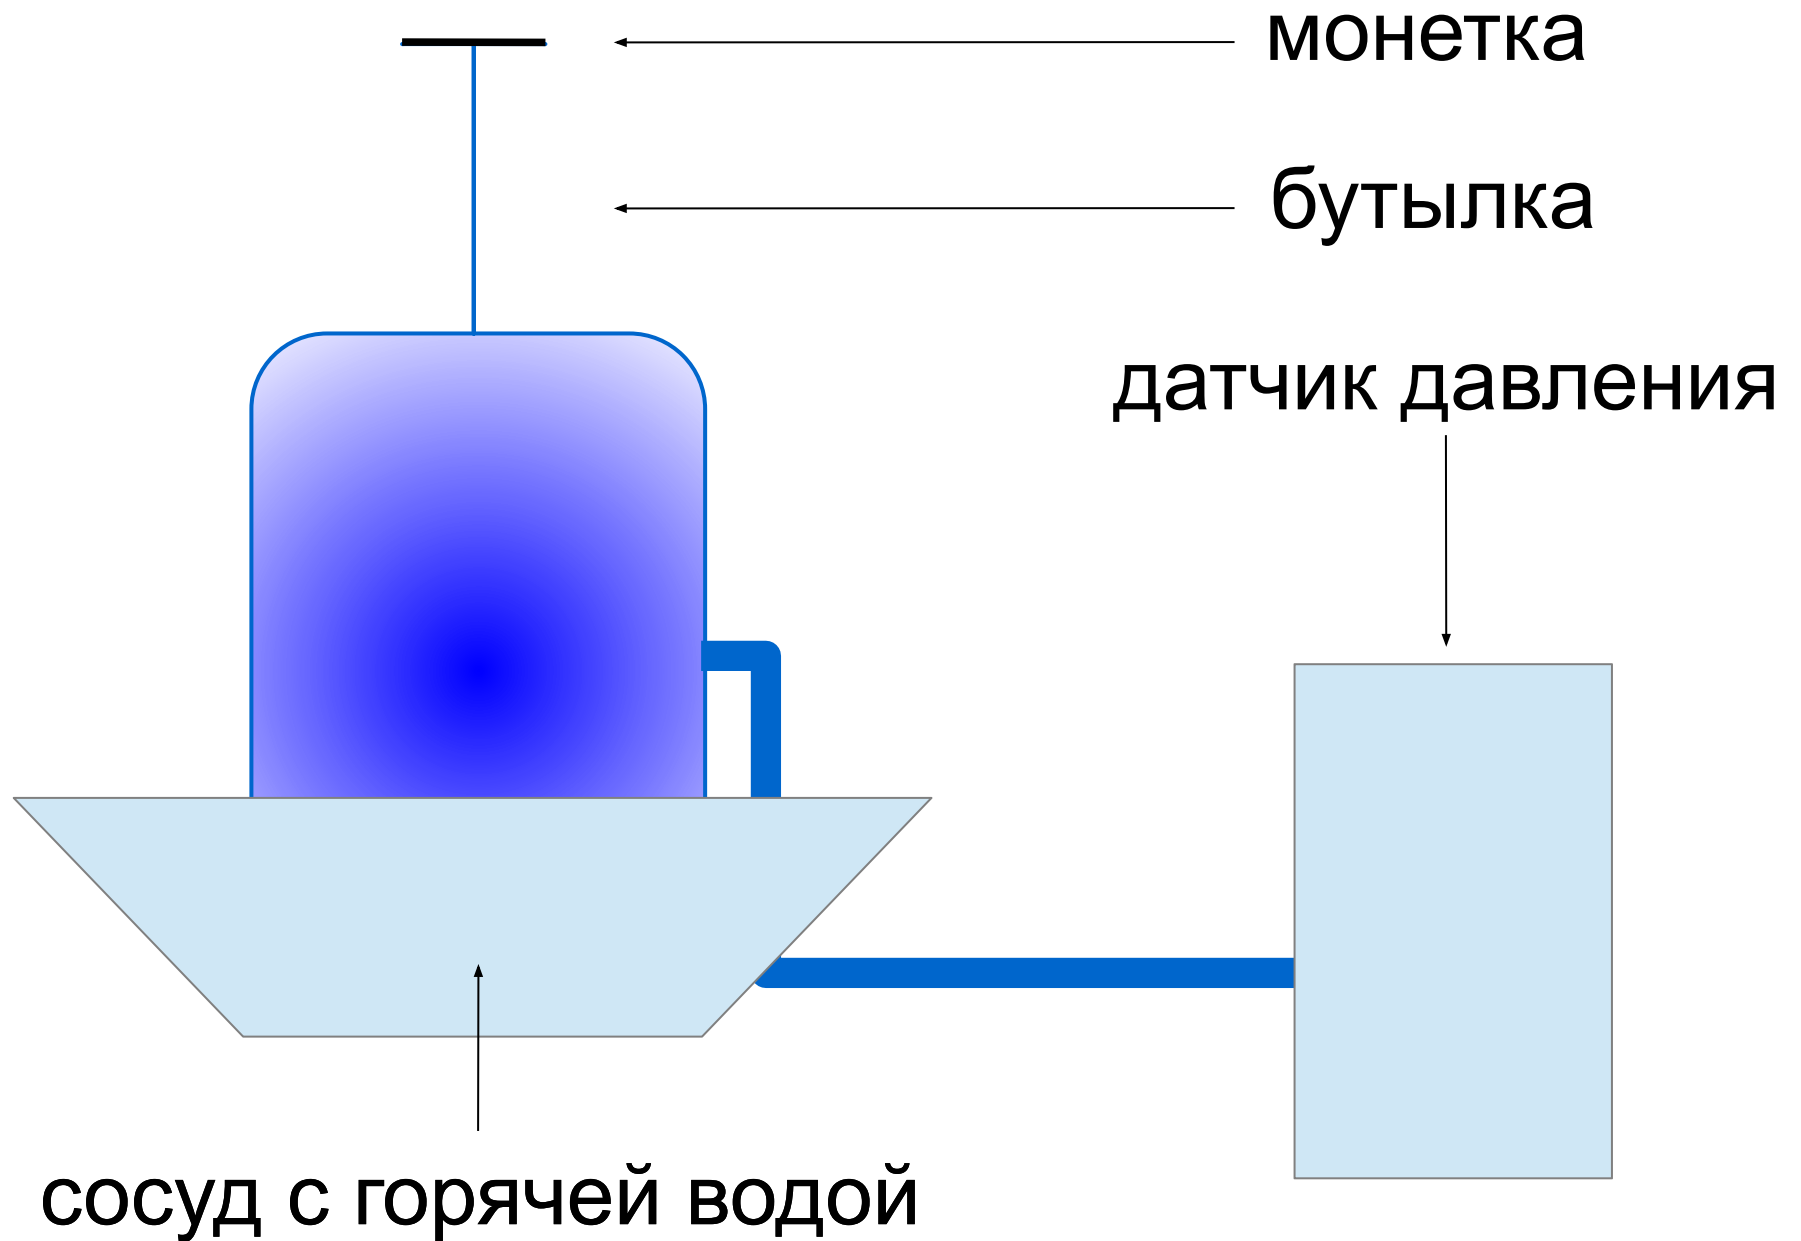 монетка
бутылка
датчик давления
сосуд с горячей водой